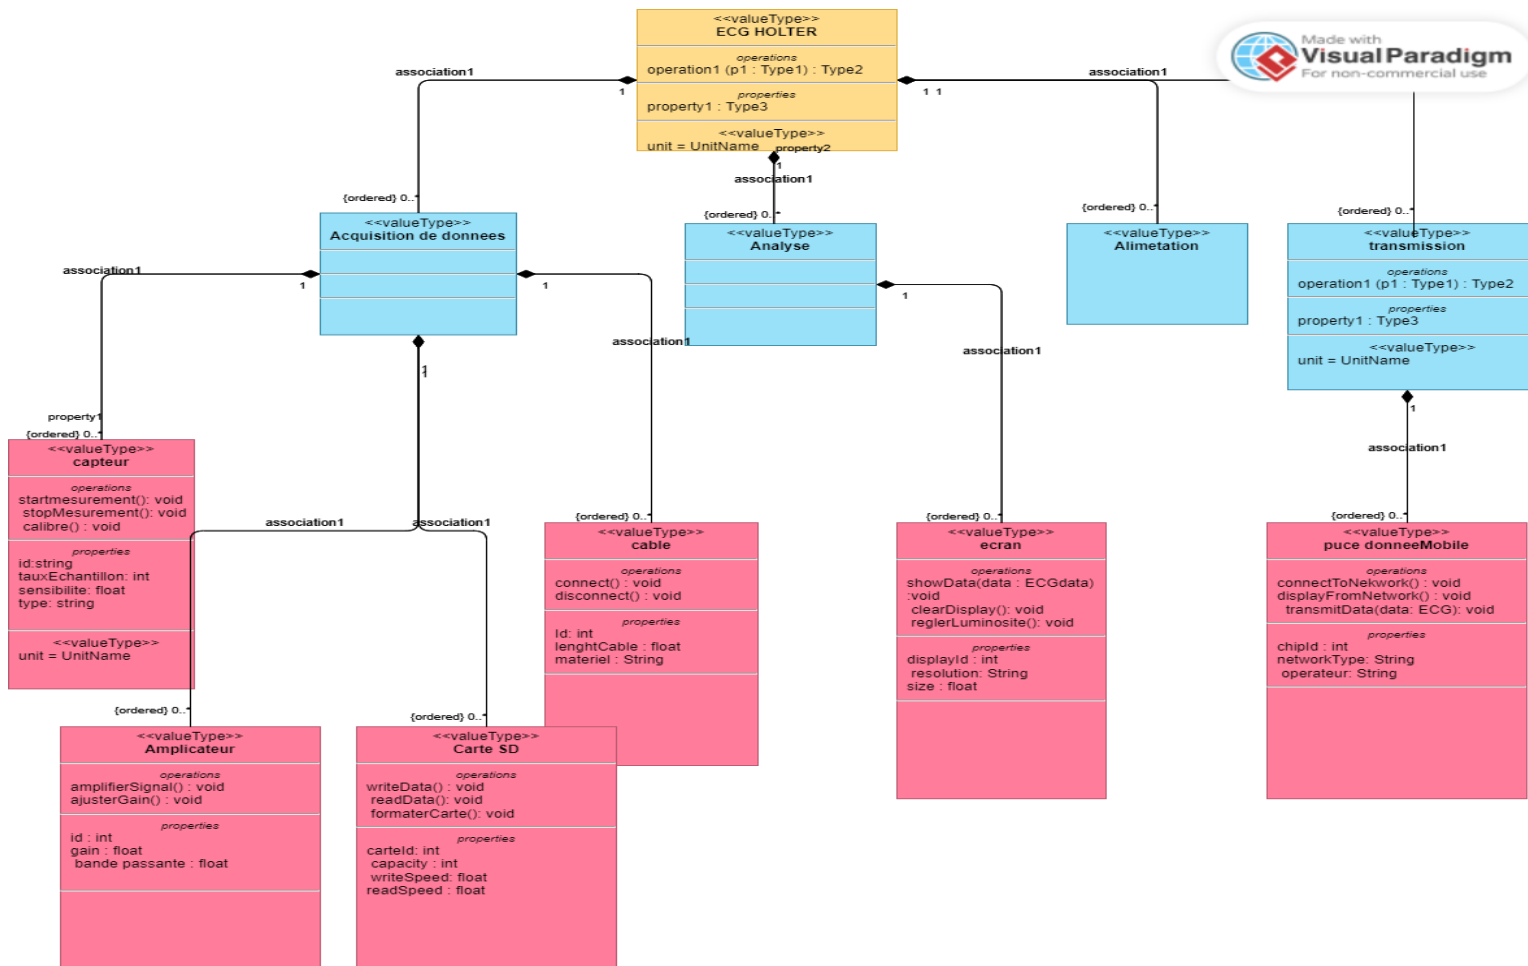 <<valueType>>
ECG HOLTER
operations
operation1 (p1 : Type1) : Type2
properties
property1 : Type3
<<valueType>>
unit = UnitName
property2
Made with
Visual Paradigm
For non-commercial use
association1
1
1 1
association1
1
association1
{ordered} 0..*
{ordered} 0..*
{ordered} 0..*
{ordered} 0..*
<<valueType>>
Acquisition de donnees
<<valueType>>
Analyse
<<valueType>>
Alimetation
<<valueType>>
transmission
operations
operation1 (p1 : Type1) : Type2
properties
property1 : Type3
<<valueType>>
unit = UnitName
association1
1
1
1
association1
association1
1
1
1
association1
property1
{ordered} 0..*
<<valueType>>
capteur
operations
startmesurement(): void
stopMesurement(): void
calibre() : void
properties
id:string
tauxEchantillon: int
sensibilite: float
type: string
<<valueType>>
unit = UnitName
association1
association1
{ordered} 0..*
<<valueType>>
cable
operations
connect() : void
disconnect() : void
properties
Id: int
lenghtCable : float
materiel : String
{ordered} 0..*
<<valueType>>
ecran
operations
showData(data : ECGdata)
:void
clearDisplay(): void
reglerLuminosite(): void
properties
displayId : int
resolution: String
size : float
{ordered} 0..*
<<valueType>>
puce donneeMobile
operations
connectToNekwork() : void
displayFromNetwork() : void
transmitData(data: ECG): void
properties
chipId : int
networkType: String
operateur: String
{ordered} 0..*
<<valueType>>
Amplicateur
operations
amplifierSignal() : void
ajusterGain() : void
properties
id : int
gain : float
bande passante : float
{ordered} 0..*
<<valueType>>
Carte SD
operations
writeData() : void
readData(): void
formaterCarte(): void
properties
carteId: int
capacity : int
writeSpeed: float
readSpeed : float